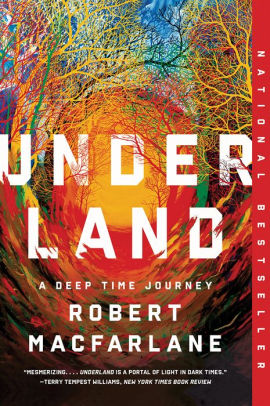 UNDER
LAND
A DEEP TIME JOURNEY
ROBERT
MACFARLANE
"MESMERIZING. . . . UNDERLAND IS A PORTAL OF LIGHT IN DARK TIMES."
—TERRY TEMPEST WILLIAMS, NEW YORK TIMES BOOK REVIEW
NATIONAL BESTSELLER